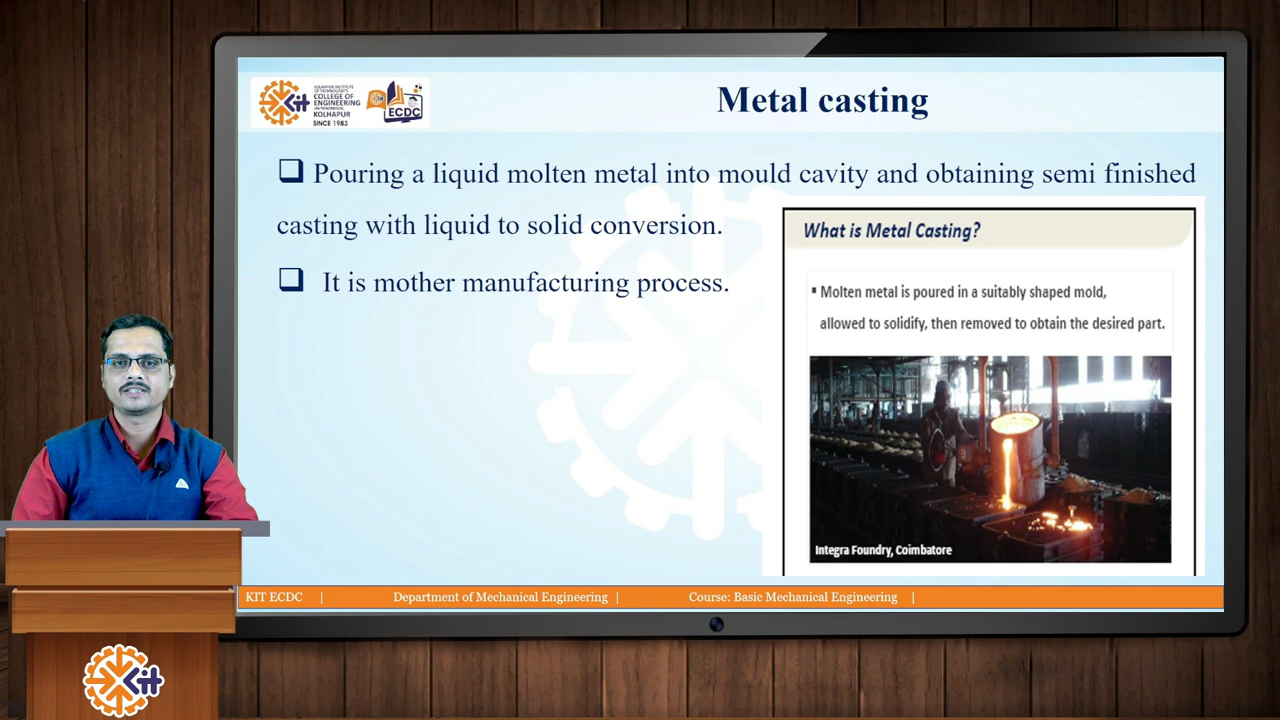 Kit
KOLHAPUR INSTITUTE
OF TECHNOLOGY'S
COLLEGE OF
ENGINEERING
(AUTONOMOUS),
KOLHAPUR
SINCE 1983
ECDC
Metal casting
❑ Pouring a liquid molten metal into mould cavity and obtaining semi finished
casting with liquid to solid conversion.
❑ It is mother manufacturing process.
What is Metal Casting?
▪ Molten metal is poured in a suitably shaped mold,
allowed to solidify, then removed to obtain the desired part.
Integra Foundry, Coimbatore
KIT ECDC | Department of Mechanical Engineering | Course: Basic Mechanical Engineering |
Kit